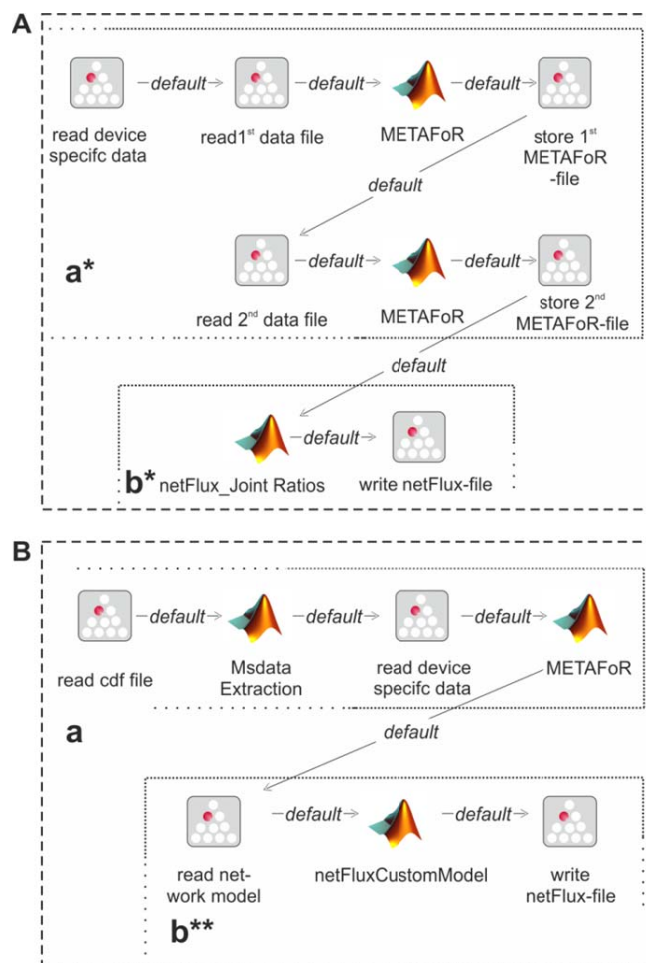 A
default default default
read device
specifc data
read1st data file
METAFoR
store 1st
METAFoR
-file
default
default default
a*
read 2nd data file
METAFoR
store 2nd
METAFoR-file
default
default
b*
netFlux_Joint Ratios
write netFlux-file
B
default default default
read cdf file
Msdata
Extraction
read device
specifc data
METAFoR
default
a
default default
read net-
work model
netFluxCustomModel
write
netFlux-file
b**